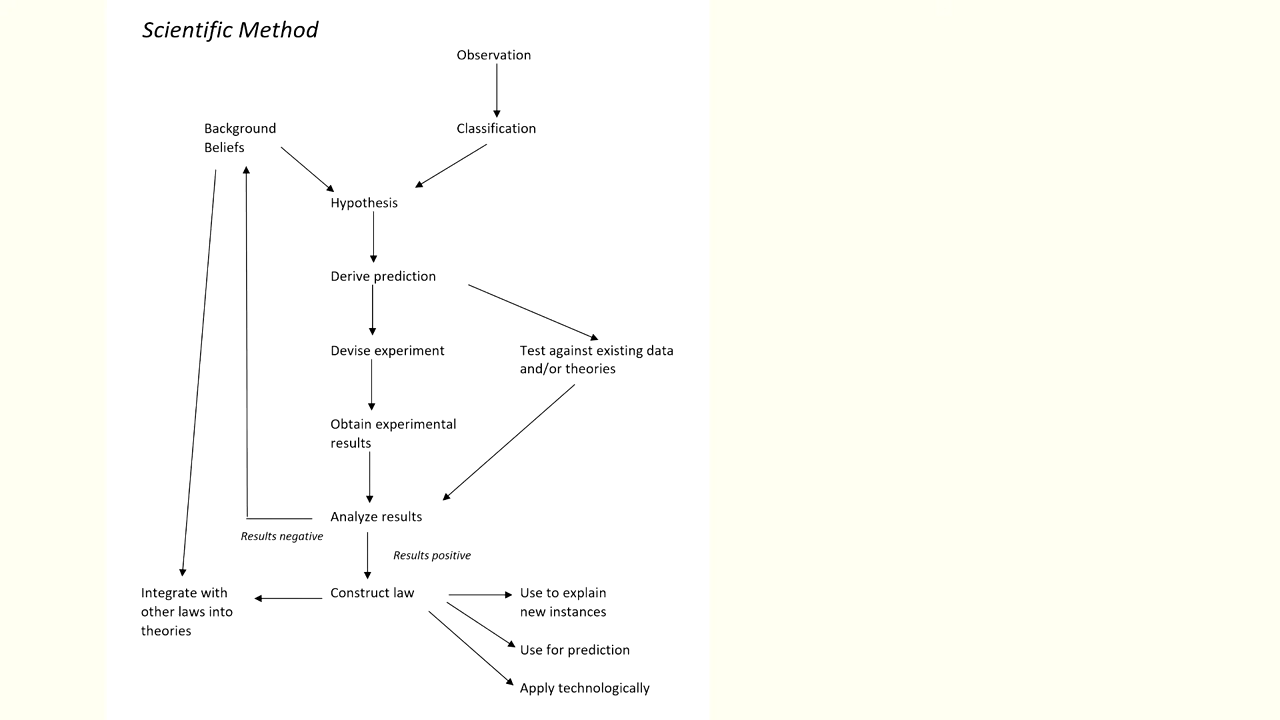 Scientific Method
Observation
Background
Beliefs
Classification
Hypothesis
Derive prediction
Devise experiment
Test against existing data
and/or theories
Obtain experimental
results
Analyze results
Results negative
Results positive
Integrate with
other laws into
theories
Construct law
Use to explain
new instances
Use for prediction
Apply technologically